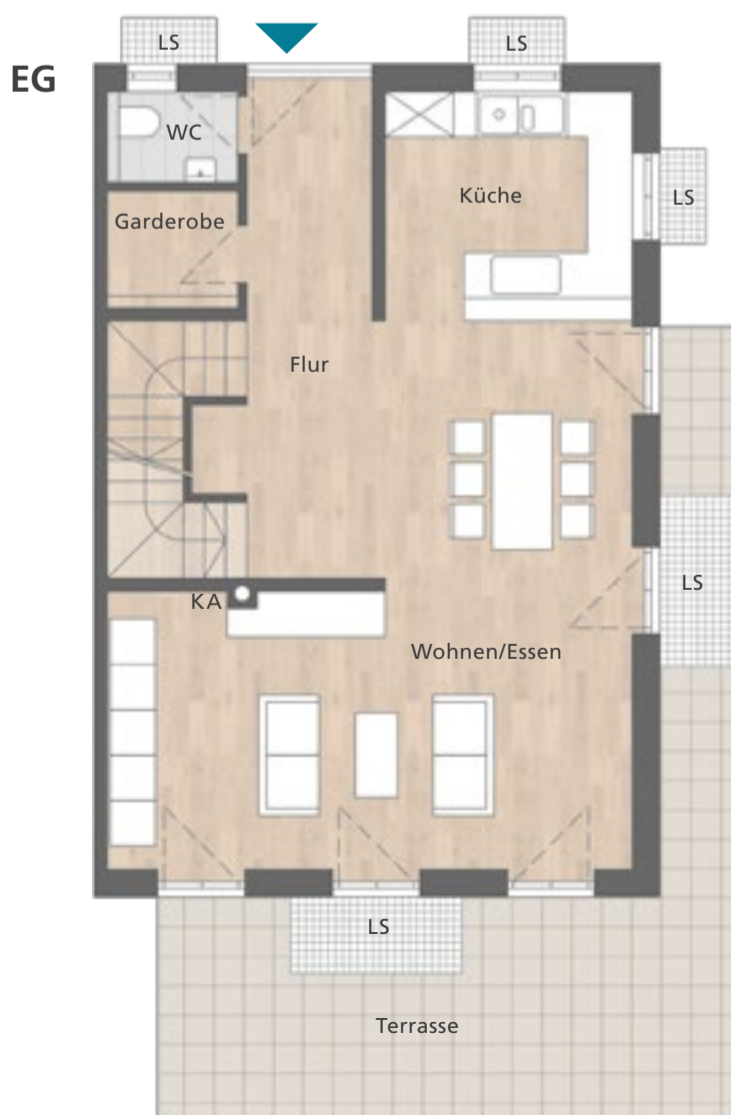 LS
LS
EG
WC
Küche
LS
Garderobe
Flur
LS
KA
Wohnen/Essen
LS
Terrasse